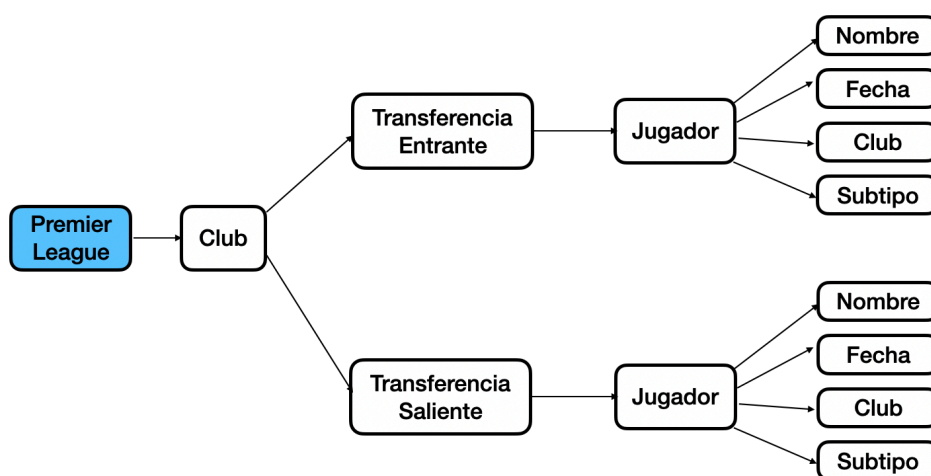 Premier
League
Club
Transferencia
Entrante
Jugador
Nombre
Fecha
Club
Subtipo
Transferencia
Saliente
Jugador
Nombre
Fecha
Club
Subtipo